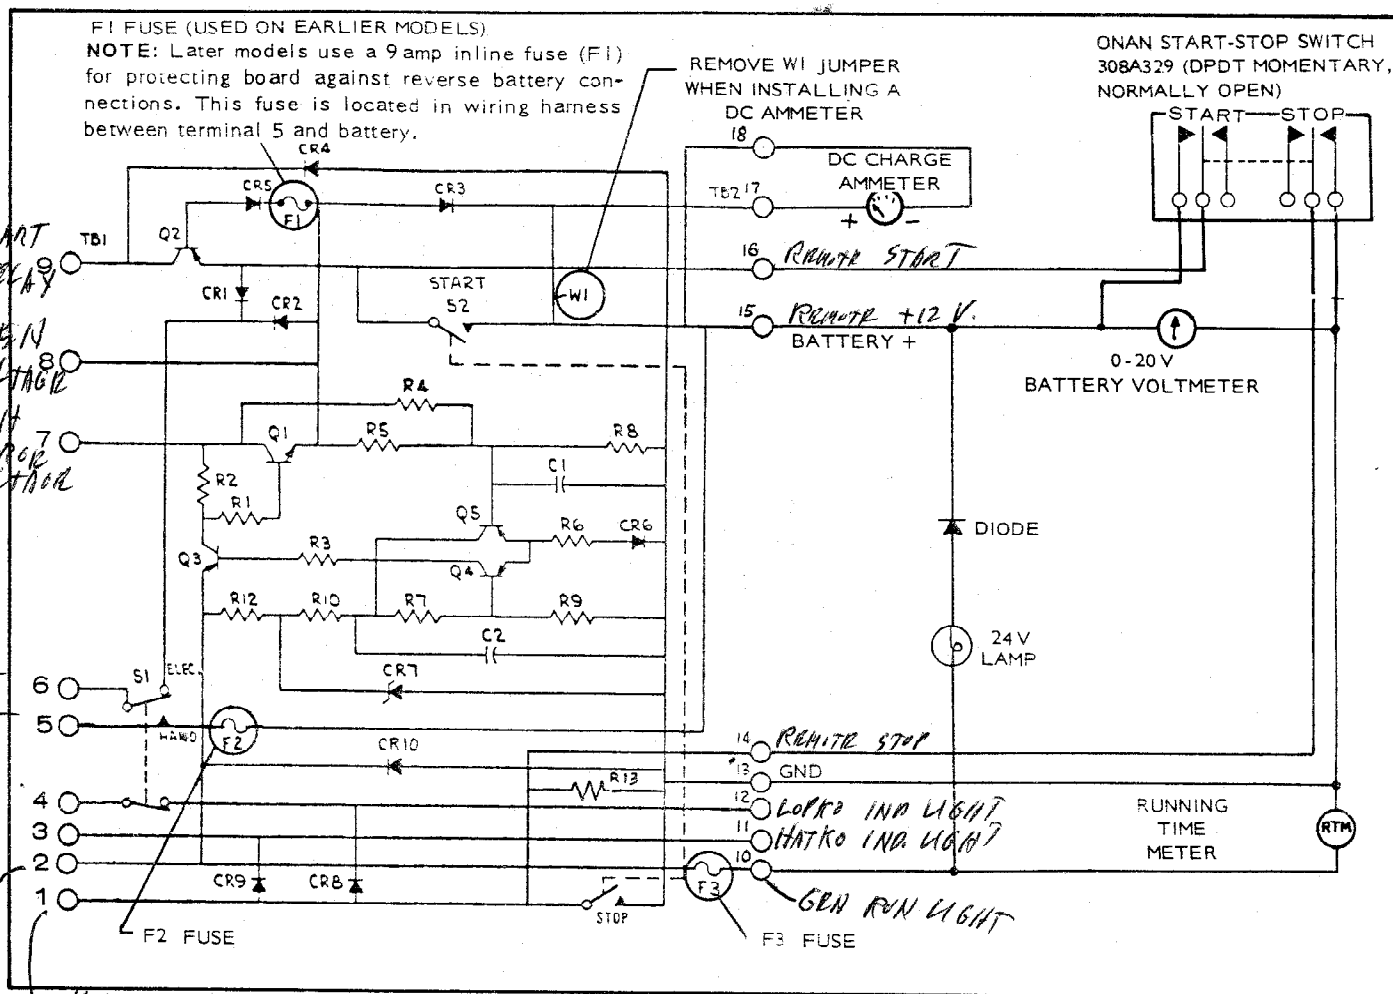 F1 FUSE (USED ON EARLIER MODELS)
NOTE: Later models use a 9 amp inline fuse (F1)
for protecting board against reverse battery con-
nections. This fuse is located in wiring harness
between terminal 5 and battery.
REMOVE W1 JUMPER
WHEN INSTALLING A
DC AMMETER
ONAN START-STOP SWITCH
308A329 (DPDT MOMENTARY,
NORMALLY OPEN)
START STOP
CR4
18
DC CHARGE
AMMETER
+ -
CR5
F1
CR3
TB2 17
TB1
Q2
9
16 REMOTE START
CR1
CR2
START
S2
W1
15 REMOTE +12 V.
BATTERY +
0-20 V
BATTERY VOLTMETER
8
R4
7
Q1
R5
R8
R2
R1
C1
Q5
R6
CR6
DIODE
Q3
R3
Q4
R12
R10
R7
R9
C2
24 V
LAMP
CR7
6
S1
ELEC.
5
HAND
F2
14 REMOTE STOP
CR10
13 GND
R13
4
12 LOPKO IND LIGHT
3
11 HATKO IND. LIGHT
RUNNING
TIME
METER
RTM
2
10
CR9
CR8
F3
1
STOP
GEN RUN LIGHT
F2 FUSE
F3 FUSE